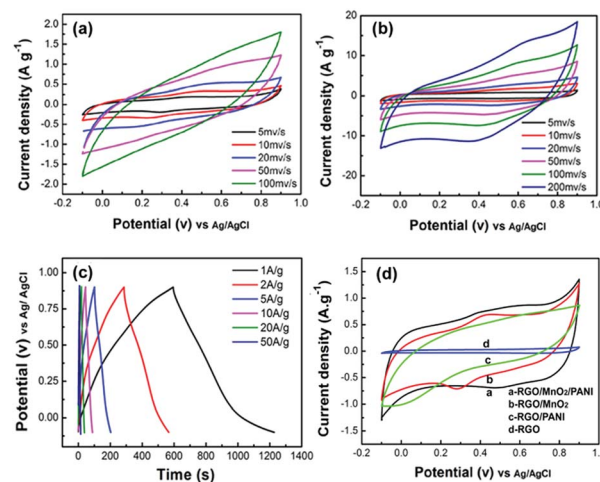 (a)
Current density (A g⁻¹)
2.0
1.5
1.0
0.5
0.0
-0.5
-1.0
-1.5
-2.0
5mv/s
10mv/s
20mv/s
50mv/s
100mv/s
-0.2 0.0 0.2 0.4 0.6 0.8 1.0
Potential (v) vs Ag/AgCl
(b)
Current density (A g⁻¹)
20
10
0
-10
-20
5mv/s
10mv/s
20mv/s
50mv/s
100mv/s
200mv/s
-0.2 0.0 0.2 0.4 0.6 0.8 1.0
Potential (v) vs Ag/AgCl
(c)
Potential (v) vs Ag/ AgCl
1.00
0.75
0.50
0.25
0.00
1A/g
2A/g
5A/g
10A/g
20A/g
50A/g
0 200 400 600 800 1000 1200 1400
Time (s)
(d)
Current density (A.g⁻¹)
1.5
1.0
0.5
0.0
-0.5
-1.0
-1.5
d
c
b
a
a-RGO/MnO₂/PANI
b-RGO/MnO₂
c-RGO/PANI
d-RGO
-0.2 0.0 0.2 0.4 0.6 0.8 1.0
Potential (v) vs Ag/AgCl